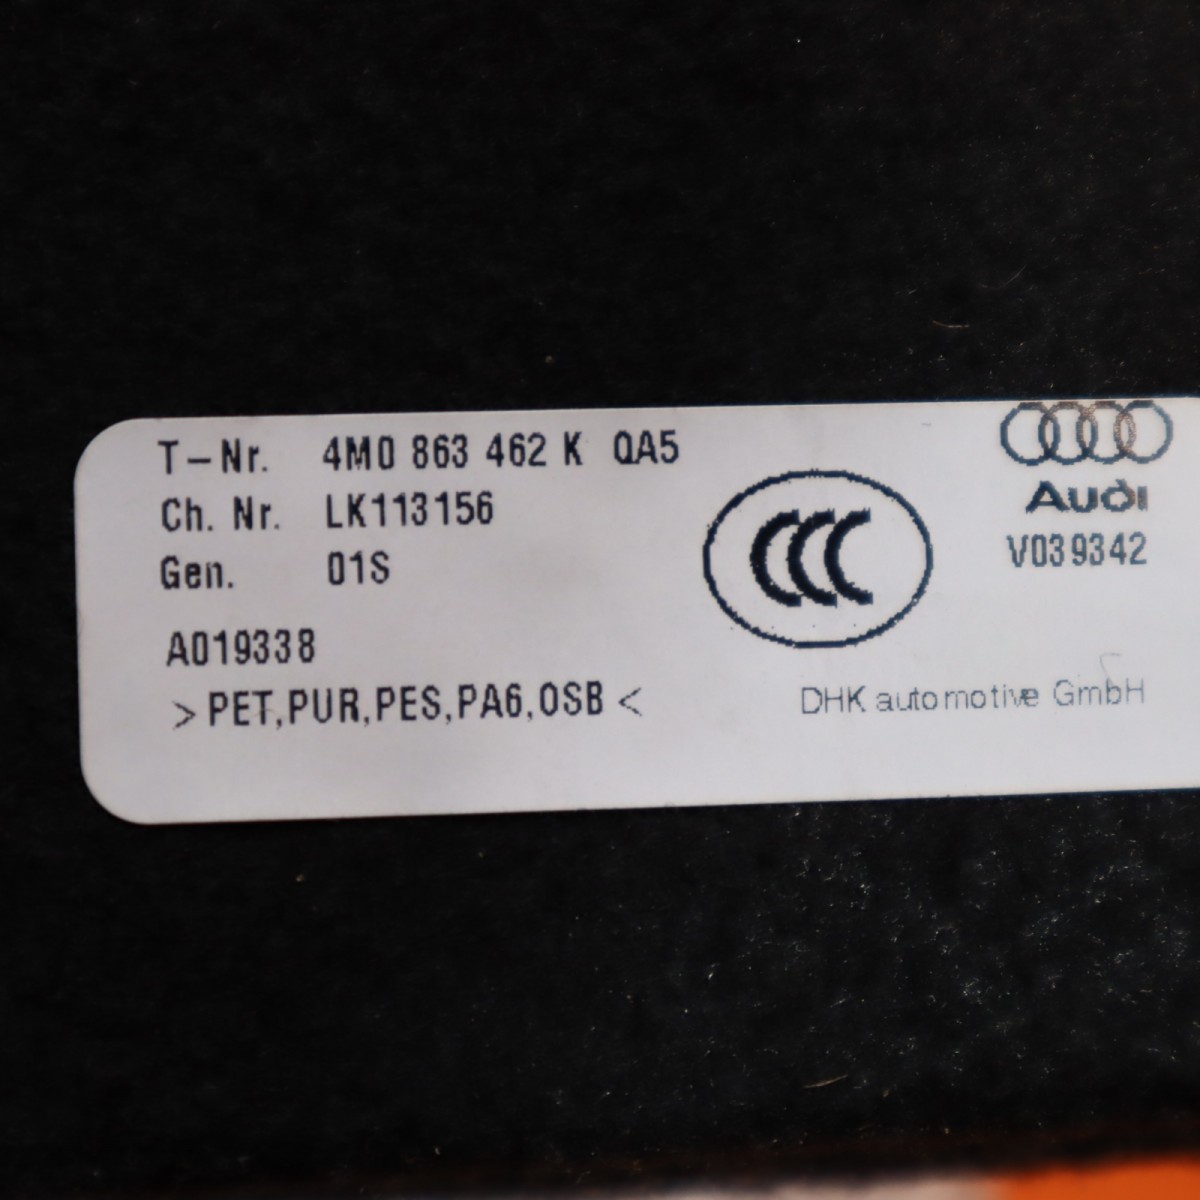 T-Nr. 4M0 863 462 K QA5
Ch. Nr. LK113156
Gen. 01S
A019338
>PET,PUR,PES,PA6,OSB<
CCC
Audi
V039342
DHK automotive GmbH